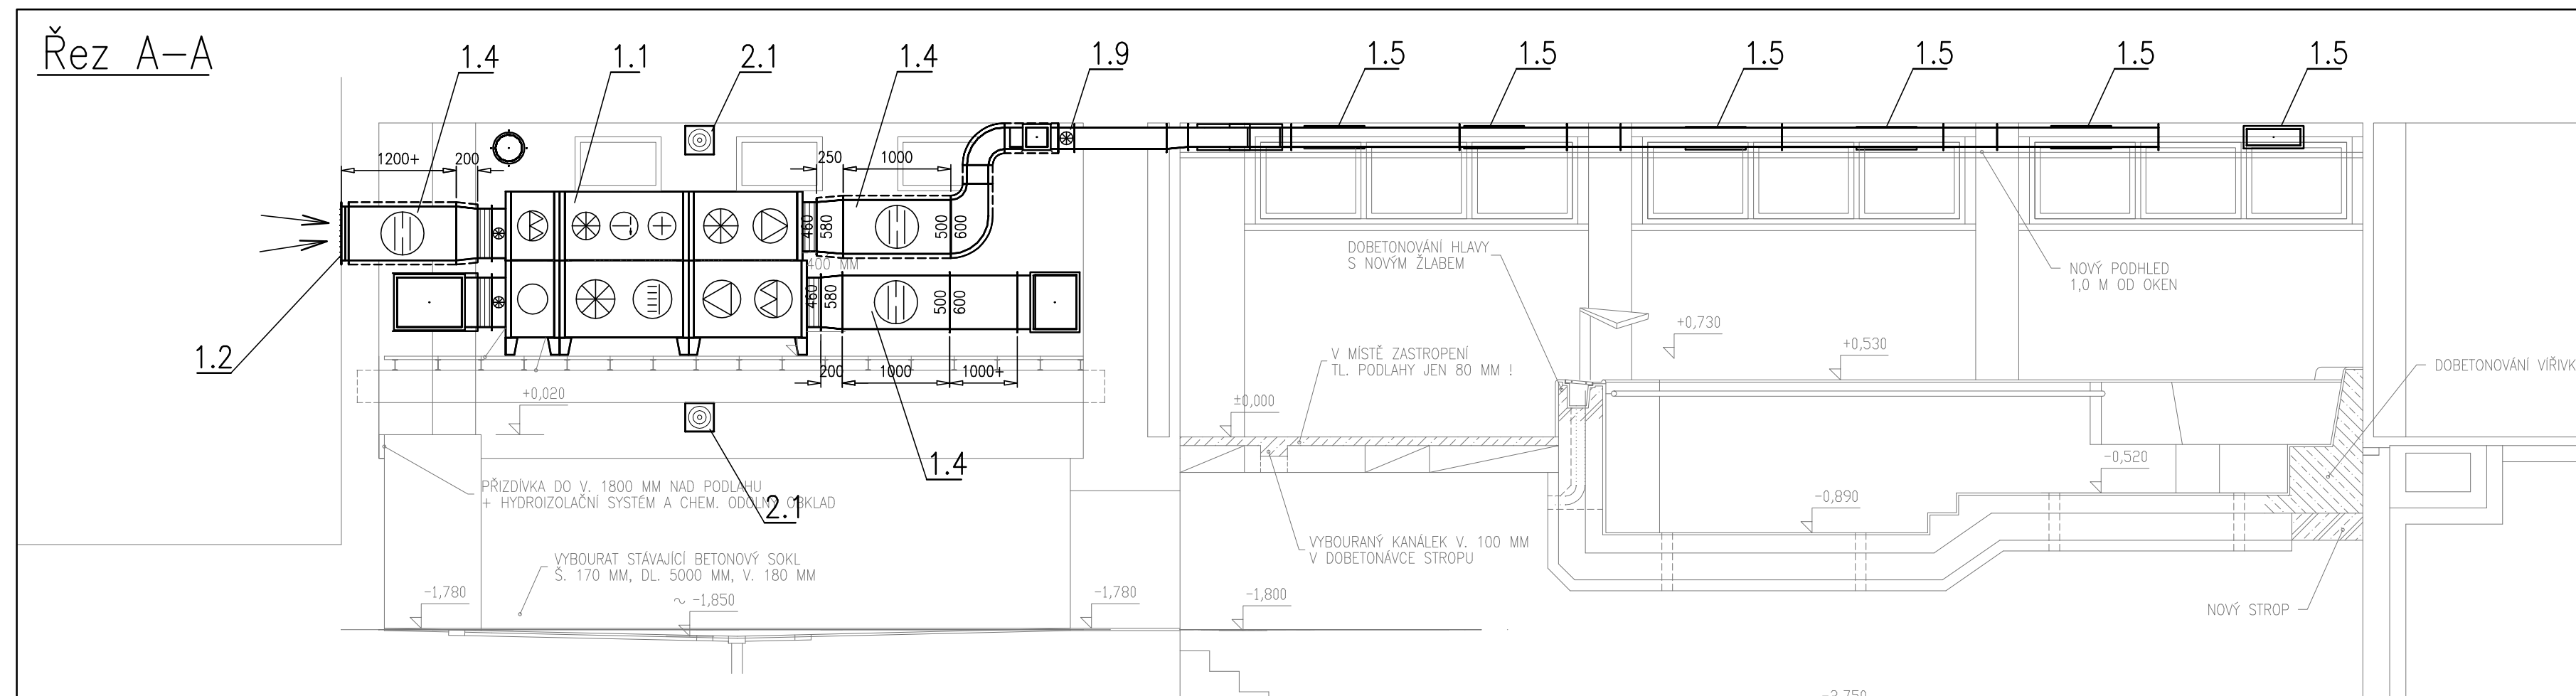 Řez A-A
1.4
1.1
2.1
1.4
1.9
1.5
1.5
1.5
1.5
1.5
1.5
1200+
200
250
1000
460
580
500
600
400 MM
460
580
500
600
1.2
200
1000
1000+
+0,020
1.4
2.1
PŘIZDÍVKA DO V. 1800 MM NAD PODLAHU
+ HYDROIZOLAČNÍ SYSTÉM A CHEM. ODOLNÝ OBKLAD
VYBOURAT STÁVAJÍCÍ BETONOVÝ SOKL
Š. 170 MM, DL. 5000 MM, V. 180 MM
-1,780
~ -1,850
-1,780
-1,800
DOBETONOVÁNÍ HLAVY
S NOVÝM ŽLABEM
NOVÝ PODHLED
1,0 M OD OKEN
+0,730
+0,530
V MÍSTĚ ZASTROPENÍ
TL. PODLAHY JEN 80 MM !
DOBETONOVÁNÍ VÍŘIVK
±0,000
-0,520
-0,890
VYBOURANÝ KANÁLEK V. 100 MM
V DOBETONÁVCE STROPU
NOVÝ STROP